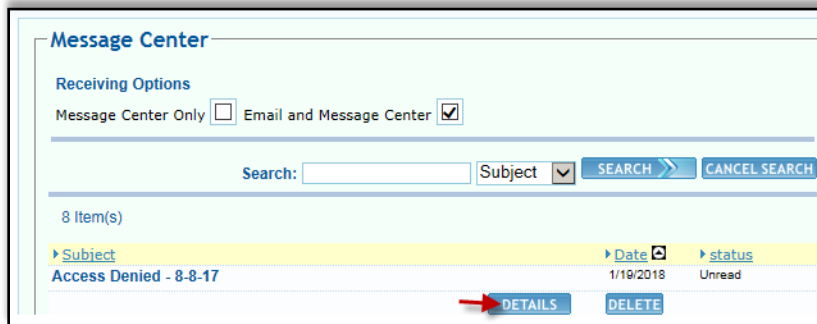 Message Center
Receiving Options
Message Center Only Email and Message Center
Search: Subject SEARCH CANCEL SEARCH
8 Item(s)
Subject Date status
Access Denied - 8-8-17 1/19/2018 Unread
DETAILS DELETE